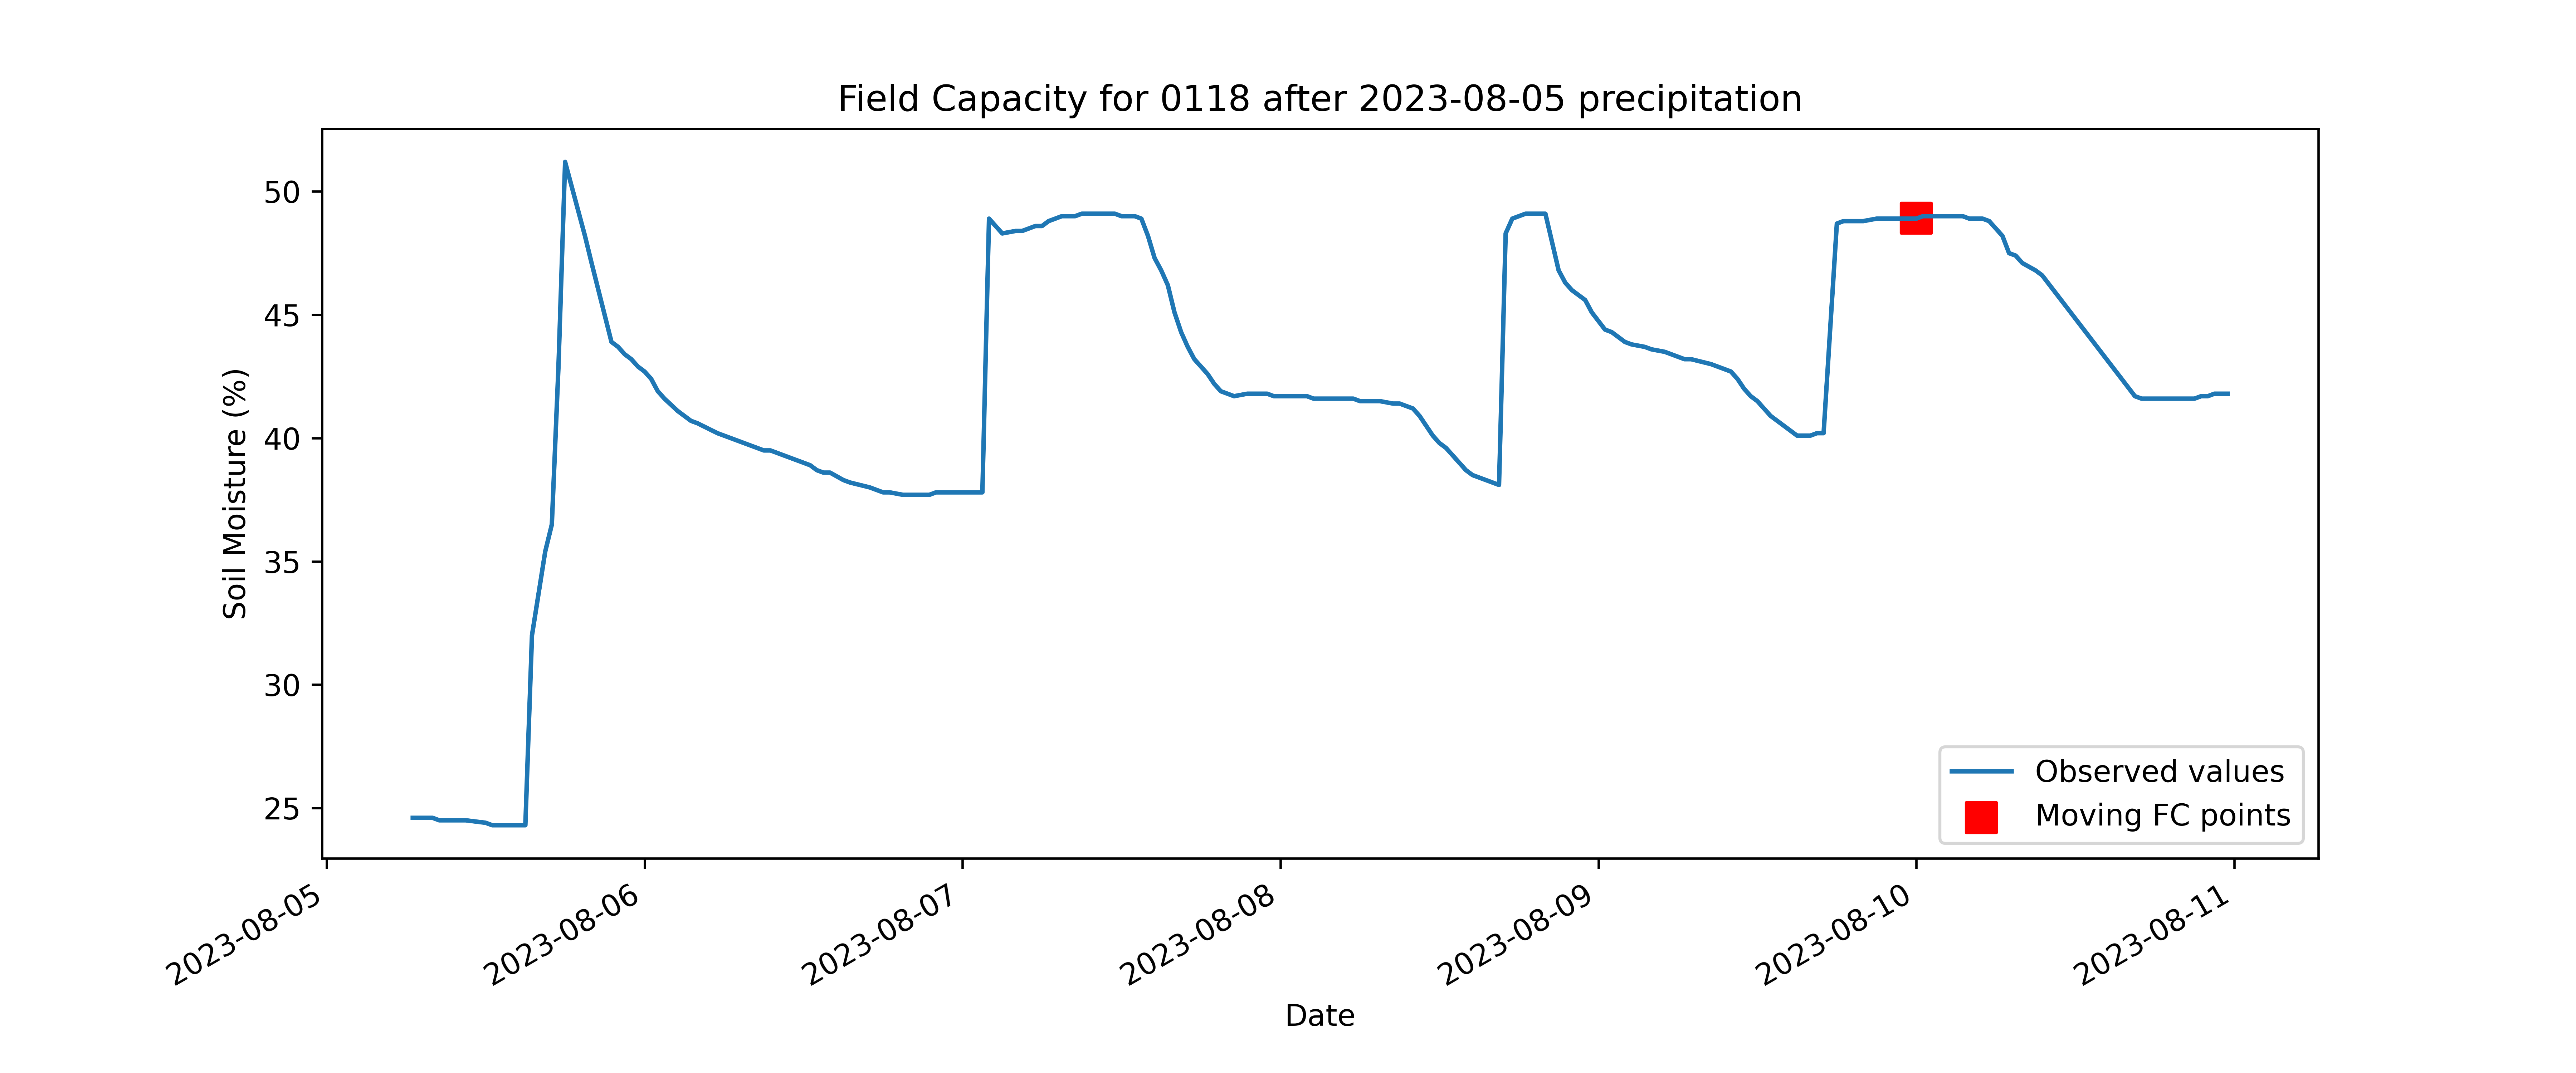 Field Capacity for 0118 after 2023-08-05 precipitation
Soil Moisture (%)
50
45
40
35
30
25
Observed values
Moving FC points
2023-08-05
2023-08-06
2023-08-07
2023-08-08
2023-08-09
2023-08-10
2023-08-11
Date